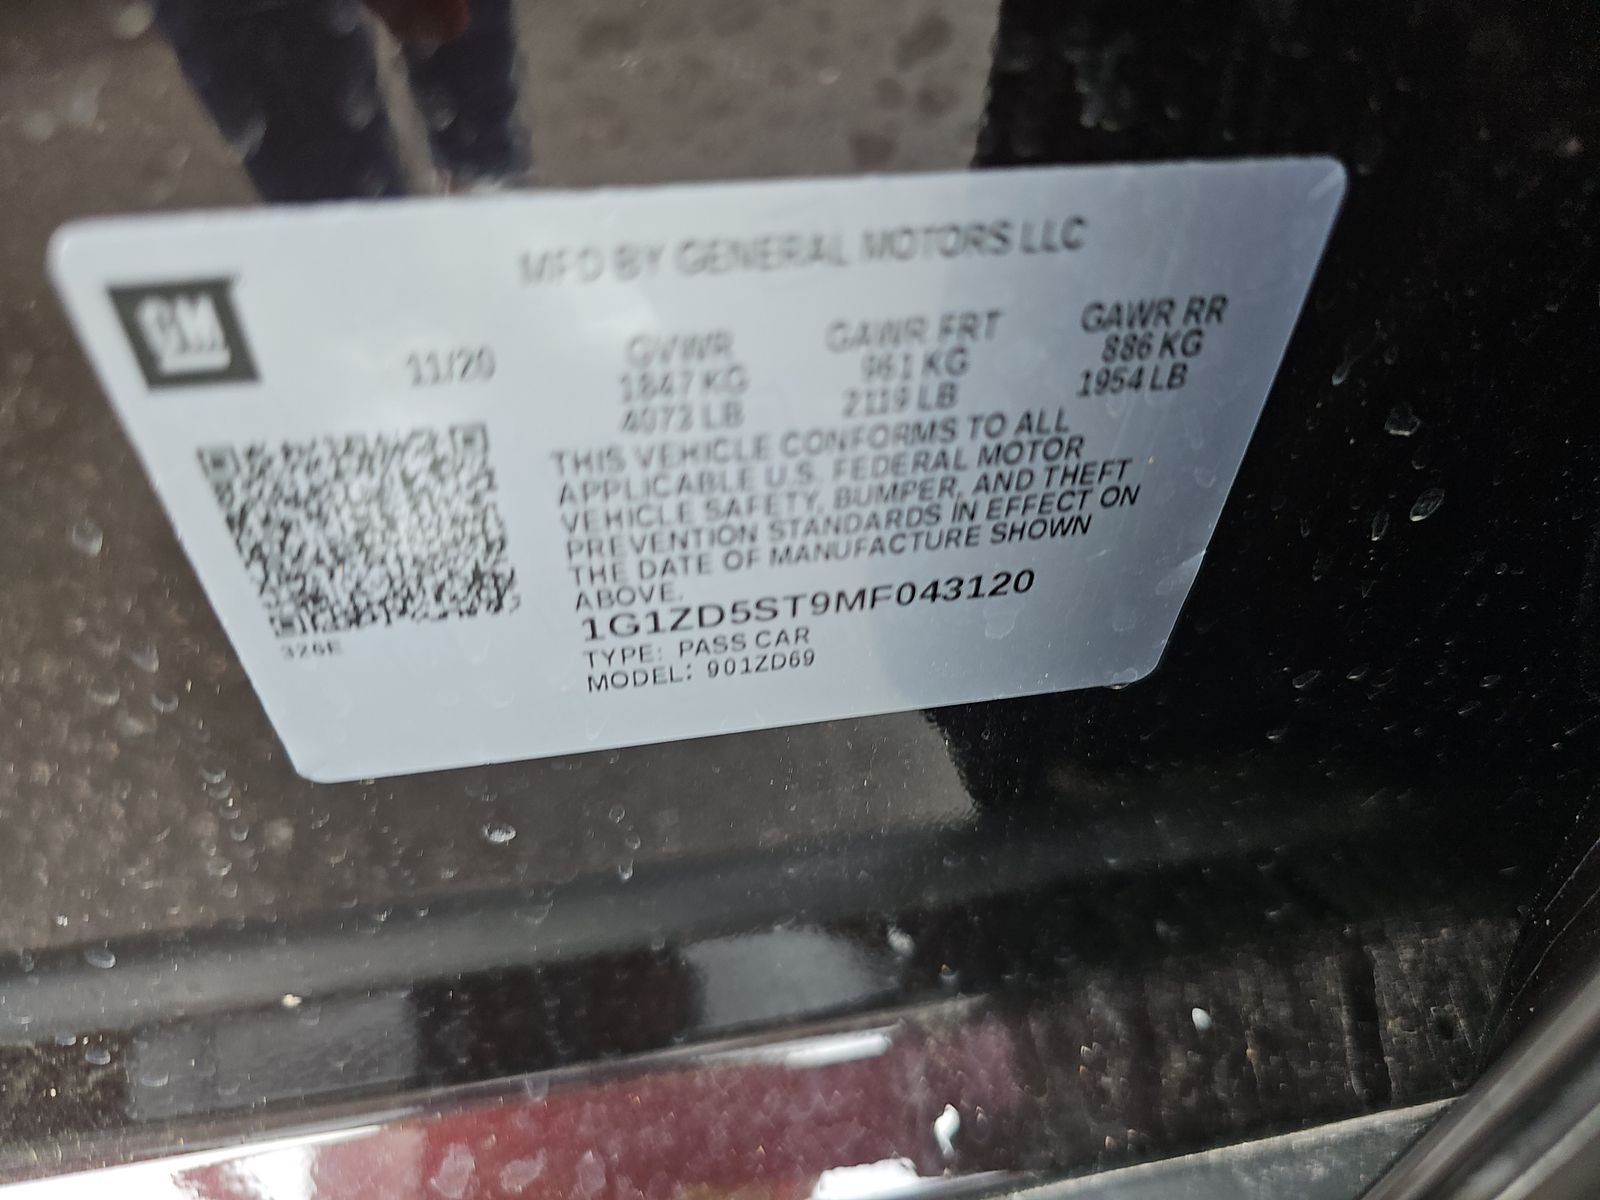 MFD BY GENERAL MOTORS LLC
GM
11/20
GVWR
1847 KG
4072 LB
GAWR FRT
961 KG
2119 LB
GAWR RR
886 KG
1954 LB
THIS VEHICLE CONFORMS TO ALL
APPLICABLE U.S. FEDERAL MOTOR
VEHICLE SAFETY, BUMPER, AND THEFT
PREVENTION STANDARDS IN EFFECT ON
THE DATE OF MANUFACTURE SHOWN
ABOVE.
1G1ZD5ST9MF043120
TYPE: PASS CAR
MODEL: 901ZD69
326E